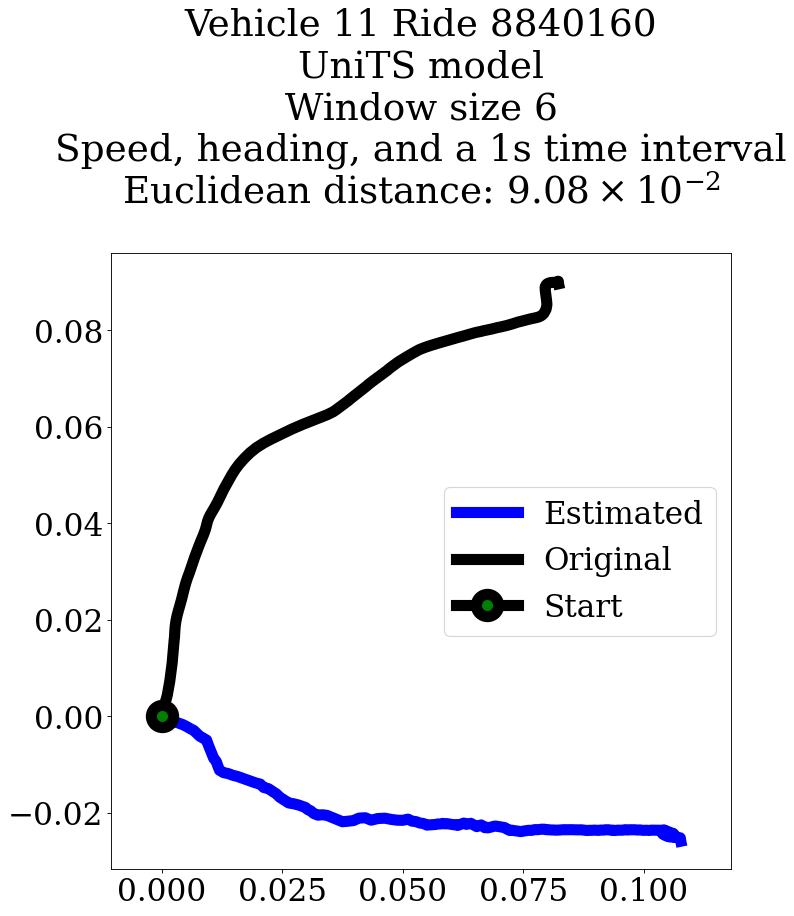 Vehicle 11 Ride 8840160
UniTS model
Window size 6
Speed, heading, and a 1s time interval
Euclidean distance: 9.08 × 10⁻²
0.08
0.06
0.04
0.02
0.00
−0.02
Estimated
Original
Start
0.000 0.025 0.050 0.075 0.100